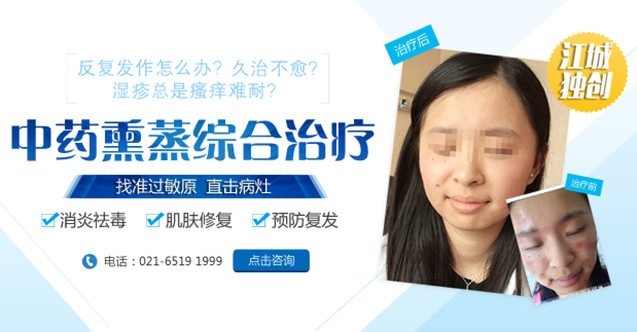 反复发作怎么办？久治不愈？
湿疹总是瘙痒难耐？
中药熏蒸综合治疗
找准过敏原 直击病灶
消炎祛毒 肌肤修复 预防复发
电话：021-6519 1999 点击咨询
治疗后
江城
独创
治疗前